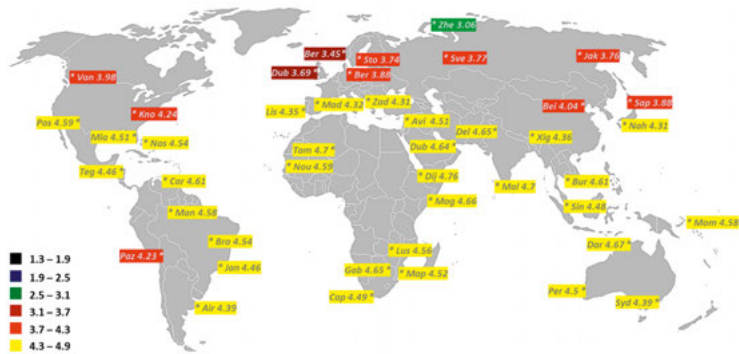 * Zhe 3.06
Ber 3.45*
* Sto 3.74
* Sve 3.77
* Jak 3.76
Dub 3.69 *
* Ber 3.88
* Van 3.98
Bei 4.04 *
* Sap 3.88
* Kno 4.24
Lis 4.35 *
* Mad 4.32
* Zad 4.31
Pas 4.59 *
* Avi 4.51
Del 4.65*
* Nah 4.31
Mia 4.51 *
* Nas 4.54
Dub 4.64 *
* Xig 4.36
Tam 4.7 *
Teg 4.46 *
* Nou 4.59
* Dij 4.76
* Mal 4.7
* Bur 4.61
* Car 4.61
* Mog 4.66
* Sin 4.48
* Man 4.58
* Mom 4.58
* Bra 4.54
Dar 4.67 *
Paz 4.23 *
* Lus 4.56
* Jan 4.46
Gab 4.65 *
* Map 4.52
Per 4.5 *
Cap 4.49 *
Syd 4.39 *
* Air 4.39
1.3 – 1.9
1.9 – 2.5
2.5 – 3.1
3.1 – 3.7
3.7 – 4.3
4.3 – 4.9